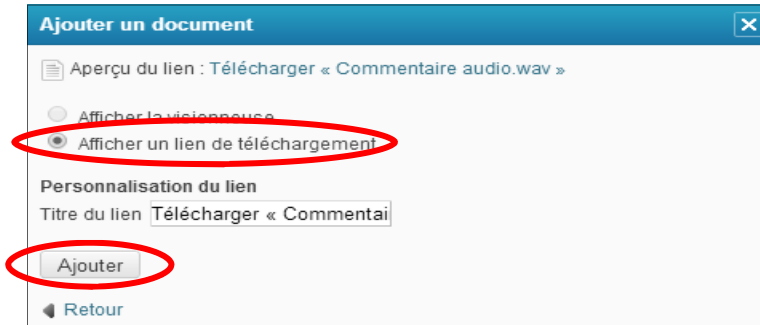 Ajouter un document
Aperçu du lien : Télécharger « Commentaire audio.wav »
Afficher la visionneuse
Afficher un lien de téléchargement
Personnalisation du lien
Titre du lien Télécharger « Commentai
Ajouter
Retour